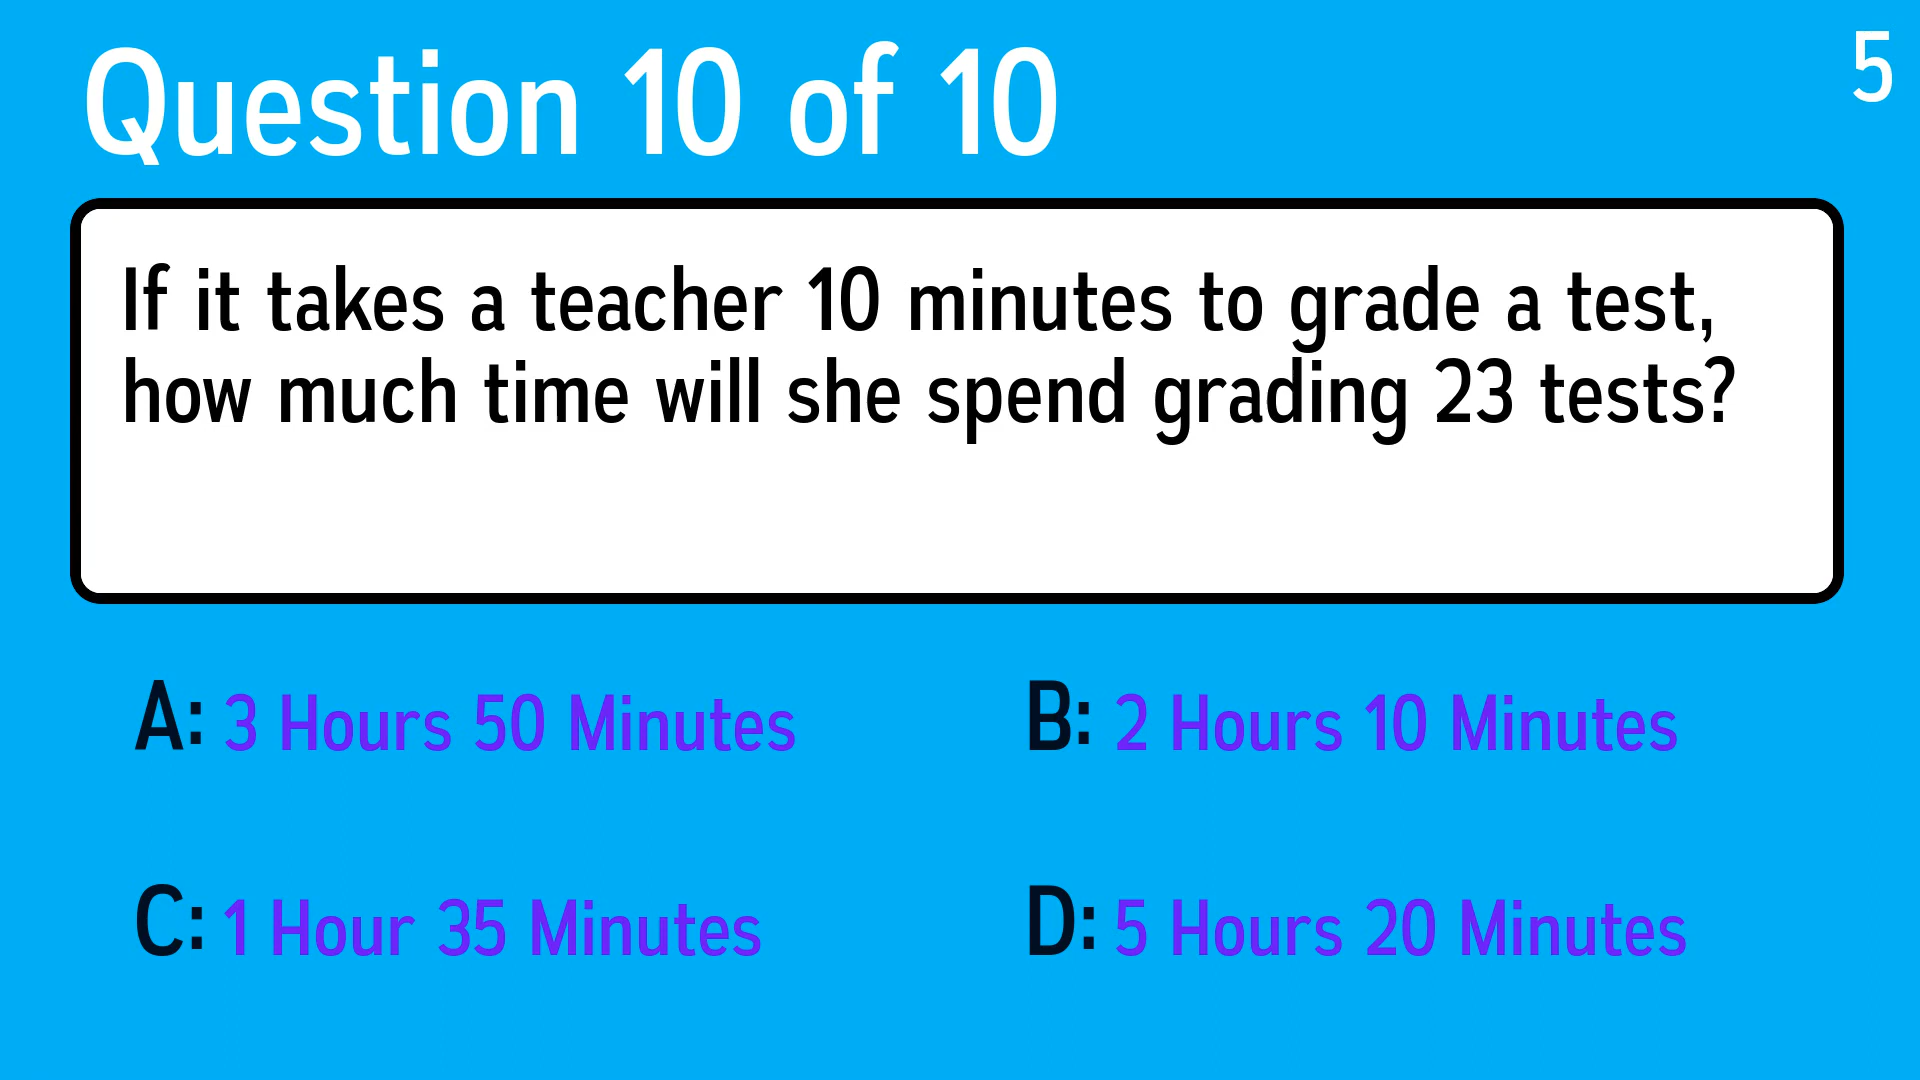 Question 10 of 10
5
If it takes a teacher 10 minutes to grade a test,
how much time will she spend grading 23 tests?
A: 3 Hours 50 Minutes
B: 2 Hours 10 Minutes
C: 1 Hour 35 Minutes
D: 5 Hours 20 Minutes